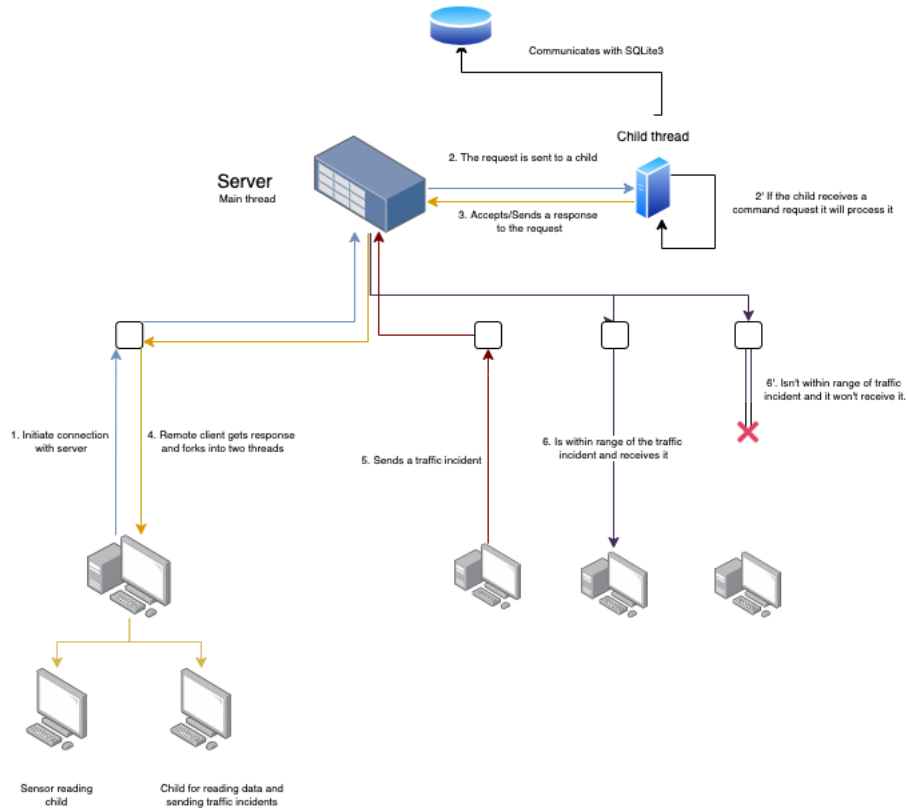 Communicates with SQLite3
Child thread
2. The request is sent to a child
Server
Main thread
2' If the child receives a
command request it will process it
3. Accepts/Sends a response
to the request
6'. Isn't within range of traffic
incident and it won't receive it.
1. Initiate connection
with server
4. Remote client gets response
and forks into two threads
5. Sends a traffic incident
6. Is within range of the traffic
incident and receives it
Sensor reading
child
Child for reading data and
sending traffic incidents